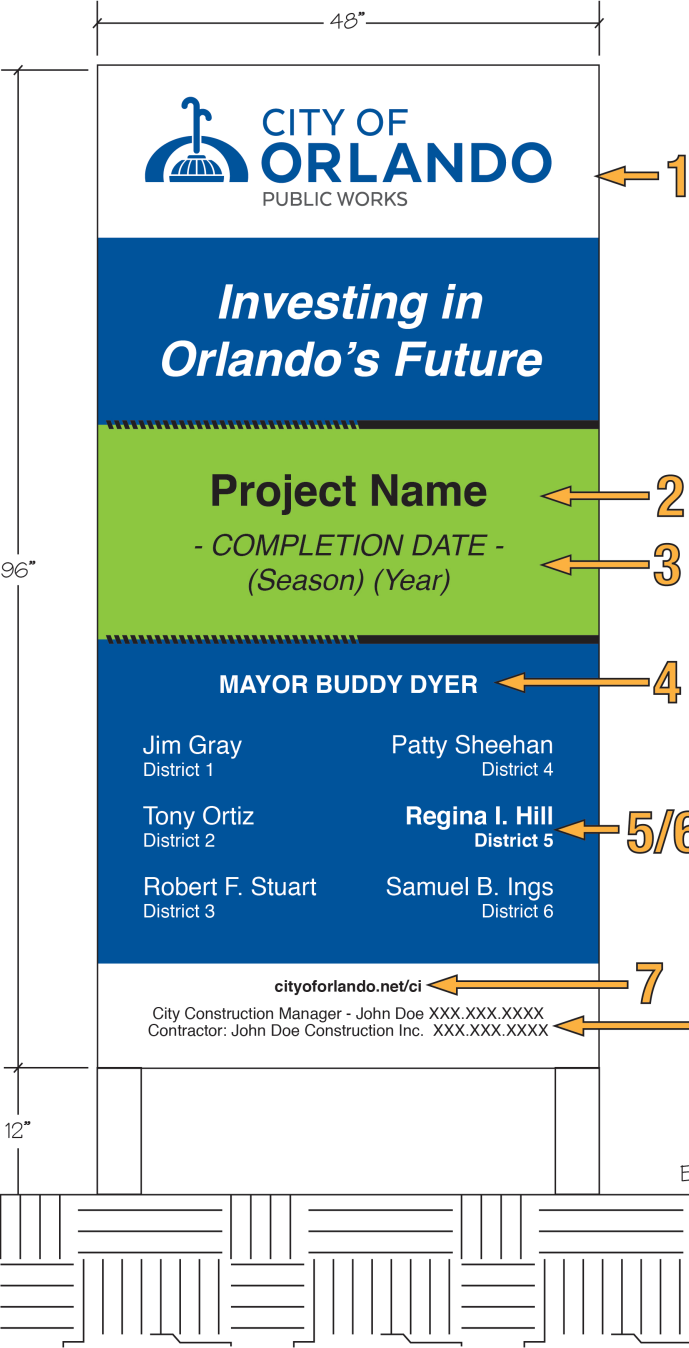 48”
CITY OF
ORLANDO
PUBLIC WORKS
1
Investing in
Orlando’s Future
Project Name
2
- COMPLETION DATE -
3
(Season) (Year)
96”
MAYOR BUDDY DYER
4
Jim Gray
District 1
Patty Sheehan
District 4
Tony Ortiz
District 2
Regina I. Hill
District 5
5/6
Robert F. Stuart
District 3
Samuel B. Ings
District 6
cityoforlando.net/ci
7
City Construction Manager - John Doe XXX.XXX.XXXX
Contractor: John Doe Construction Inc. XXX.XXX.XXXX
12”